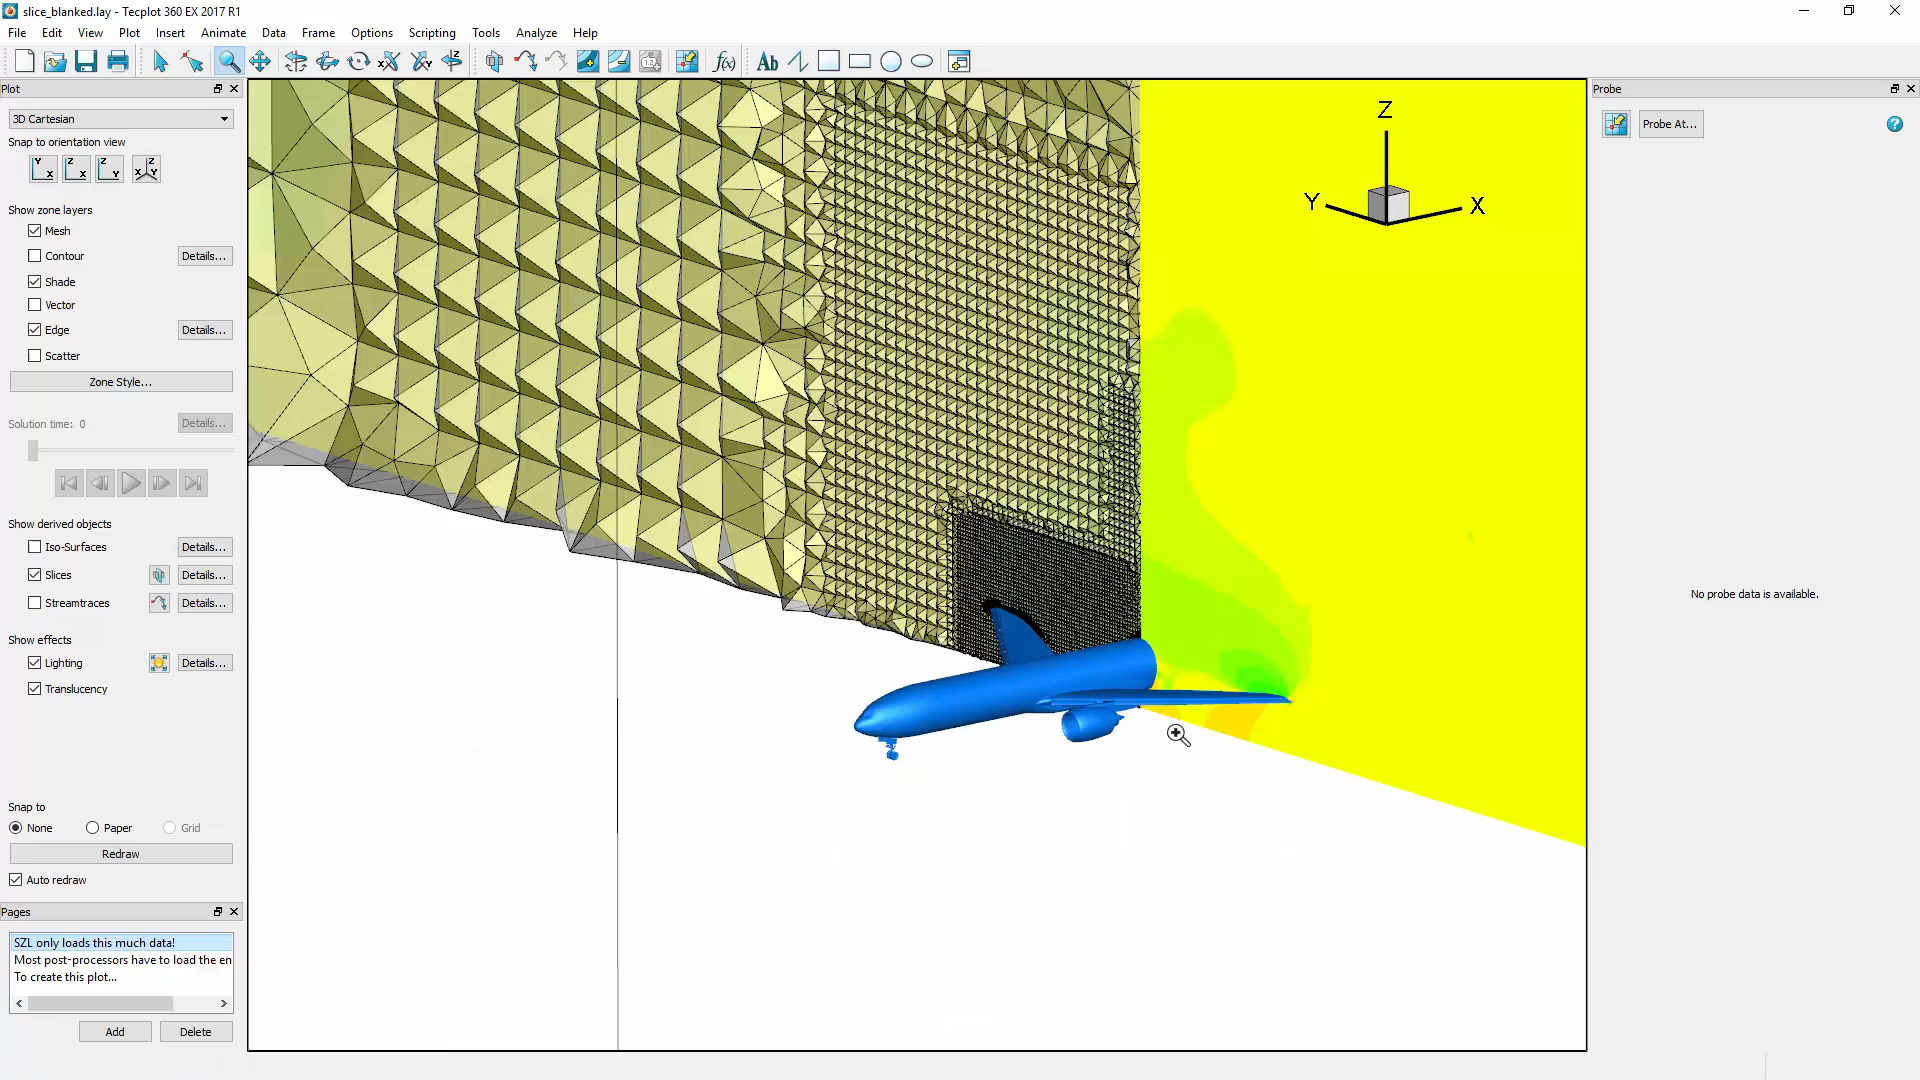 slice_blanked.lay - Tecplot 360 EX 2017 R1
File Edit View Plot Insert Animate Data Frame Options Scripting Tools Analyze Help
Plot
3D Cartesian
Snap to orientation view
Y X Z X Z Y Z X Y
Show zone layers
Mesh
Contour Details...
Shade
Vector
Edge Details...
Scatter
Zone Style...
Solution time: 0 Details...
Show derived objects
Iso-Surfaces Details...
Slices Details...
Streamtraces Details...
Show effects
Lighting Details...
Translucency
Snap to
None Paper Grid
Redraw
Auto redraw
Pages
SZL only loads this much data!
Most post-processors have to load the en
To create this plot...
Add Delete
f(x) Ab
Z
Y
X
Probe
Probe At...
?
No probe data is available.